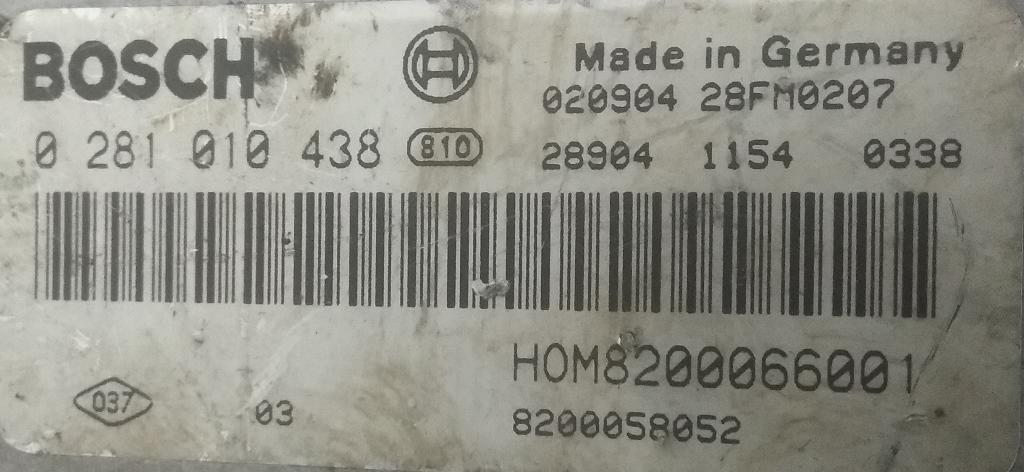 BOSCH
Made in Germany
020904 28FM0207
0 281 010 438 810
28904 1154 0338
HOM8200066001
037
03
8200058052